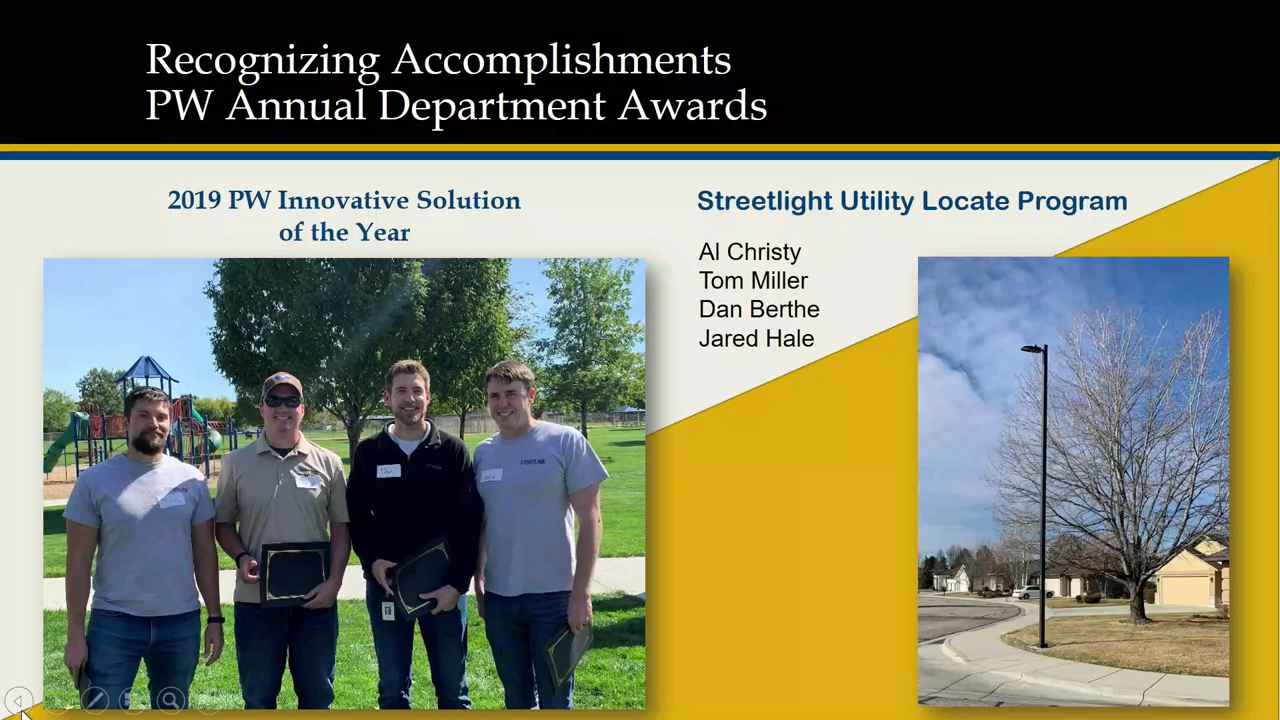 Recognizing Accomplishments
PW Annual Department Awards
2019 PW Innovative Solution
of the Year
Streetlight Utility Locate Program
Al Christy
Tom Miller
Dan Berthe
Jared Hale